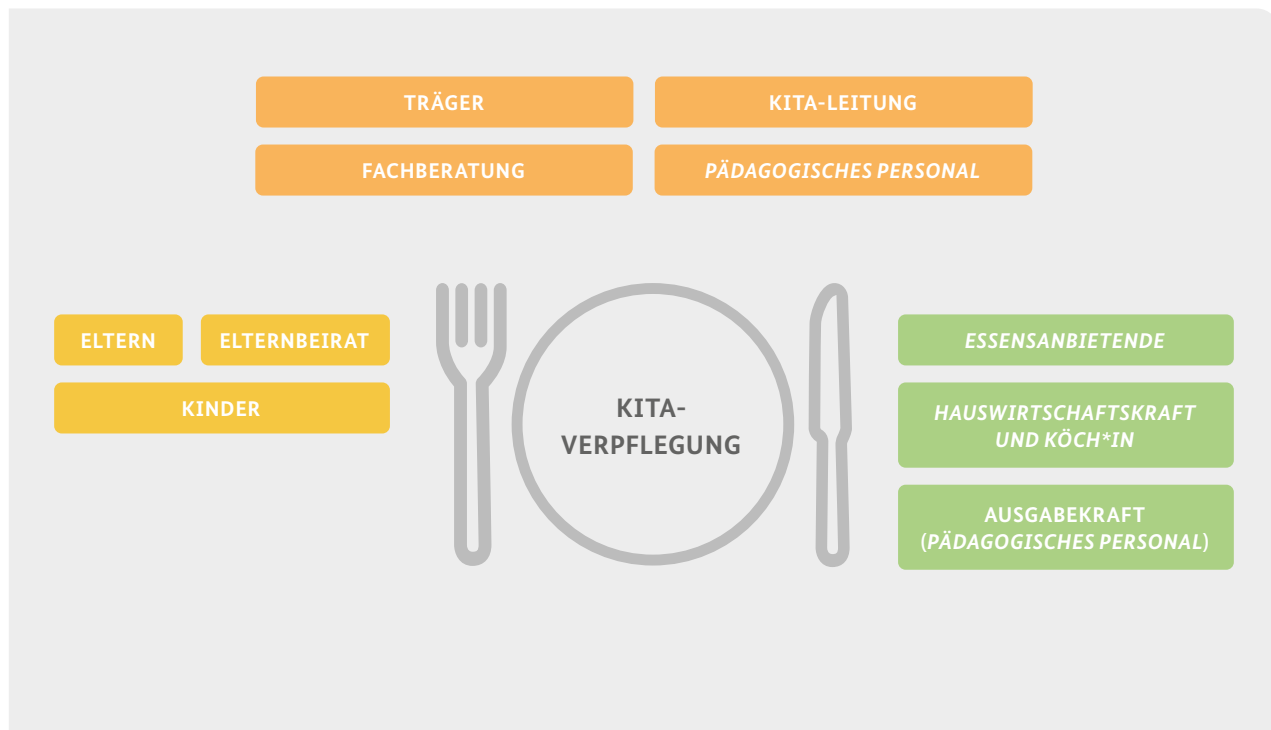 TRÄGER
KITA-LEITUNG
FACHBERATUNG
PÄDAGOGISCHES PERSONAL
ELTERN
ELTERNBEIRAT
KINDER
KITA-
VERPFLEGUNG
ESSENSANBIETENDE
HAUSWIRTSCHAFTSKRAFT
UND KÖCH*IN
AUSGABEKRAFT
(PÄDAGOGISCHES PERSONAL)